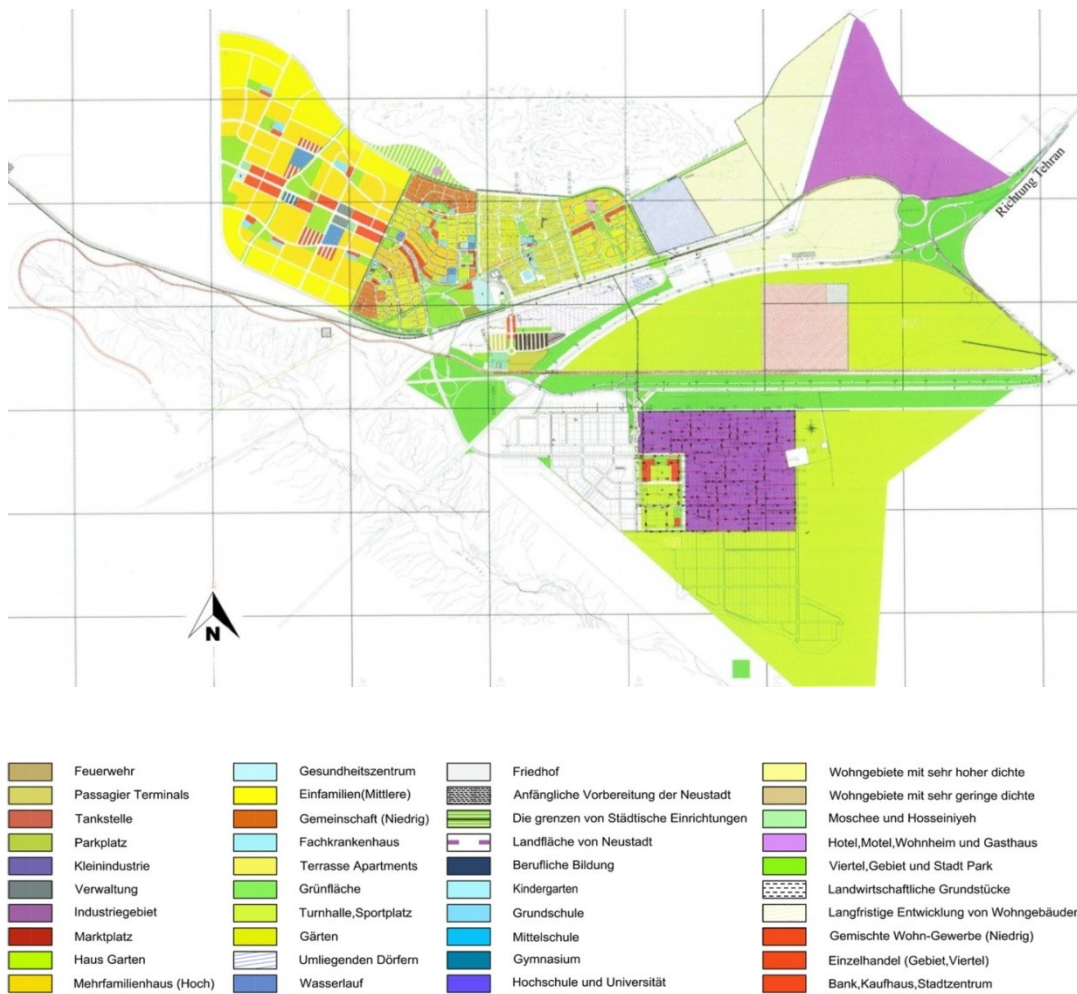 Richtung Tehran
N
Feuerwehr
Passagier Terminals
Tankstelle
Parkplatz
Kleinindustrie
Verwaltung
Industriegebiet
Marktplatz
Haus Garten
Mehrfamilienhaus (Hoch)
Gesundheitszentrum
Einfamilien(Mittlere)
Gemeinschaft (Niedrig)
Fachkrankenhaus
Terrasse Apartments
Grünfläche
Turnhalle,Sportplatz
Gärten
Umliegenden Dörfern
Wasserlauf
Friedhof
Anfängliche Vorbereitung der Neustadt
Die grenzen von Städtische Einrichtungen
Landfläche von Neustadt
Berufliche Bildung
Kindergarten
Grundschule
Mittelschule
Gymnasium
Hochschule und Universität
Wohngebiete mit sehr hoher dichte
Wohngebiete mit sehr geringe dichte
Moschee und Hosseiniyeh
Hotel,Motel,Wohnheim und Gasthaus
Viertel,Gebiet und Stadt Park
Landwirtschaftliche Grundstücke
Langfristige Entwicklung von Wohngebäuden
Gemischte Wohn-Gewerbe (Niedrig)
Einzelhandel (Gebiet,Viertel)
Bank,Kaufhaus,Stadtzentrum